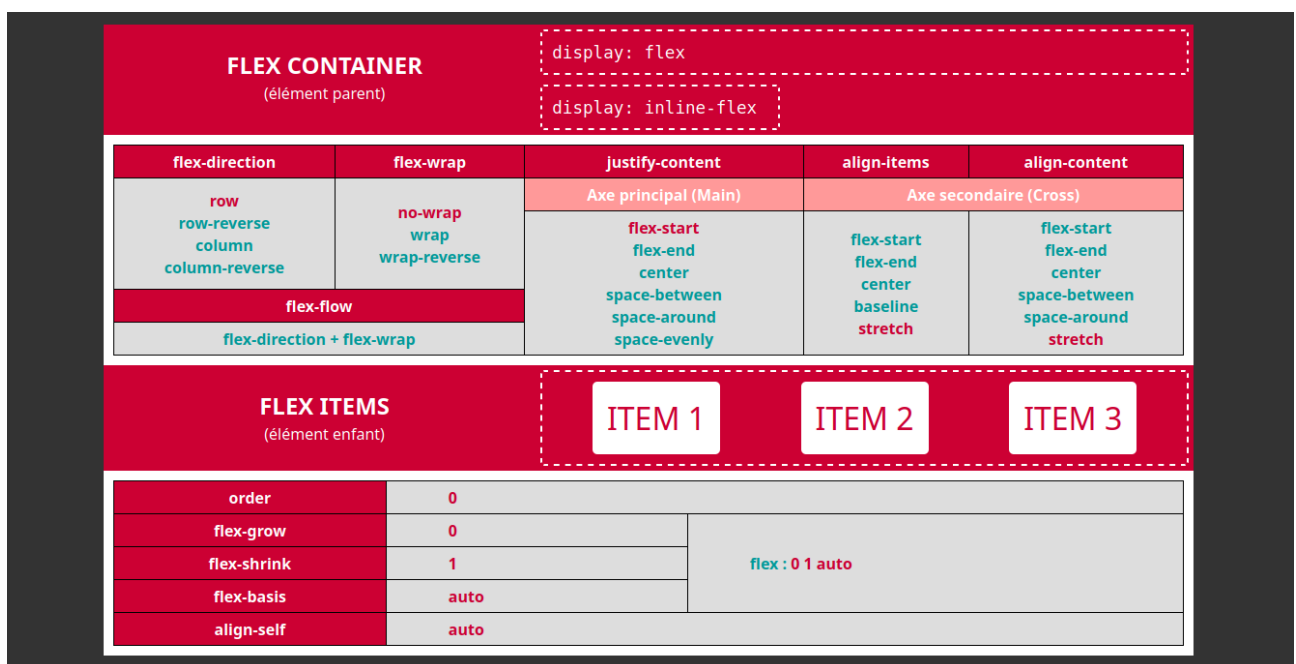 FLEX CONTAINER
(élément parent)
display: flex
display: inline-flex
flex-direction
flex-wrap
justify-content
align-items
align-content
Axe principal (Main)
Axe secondaire (Cross)
row
row-reverse
column
column-reverse
no-wrap
wrap
wrap-reverse
flex-start
flex-end
center
space-between
space-around
space-evenly
flex-start
flex-end
center
baseline
stretch
flex-start
flex-end
center
space-between
space-around
stretch
flex-flow
flex-direction + flex-wrap
FLEX ITEMS
(élément enfant)
ITEM 1
ITEM 2
ITEM 3
order
0
flex-grow
0
flex-shrink
1
flex-basis
auto
flex : 0 1 auto
align-self
auto